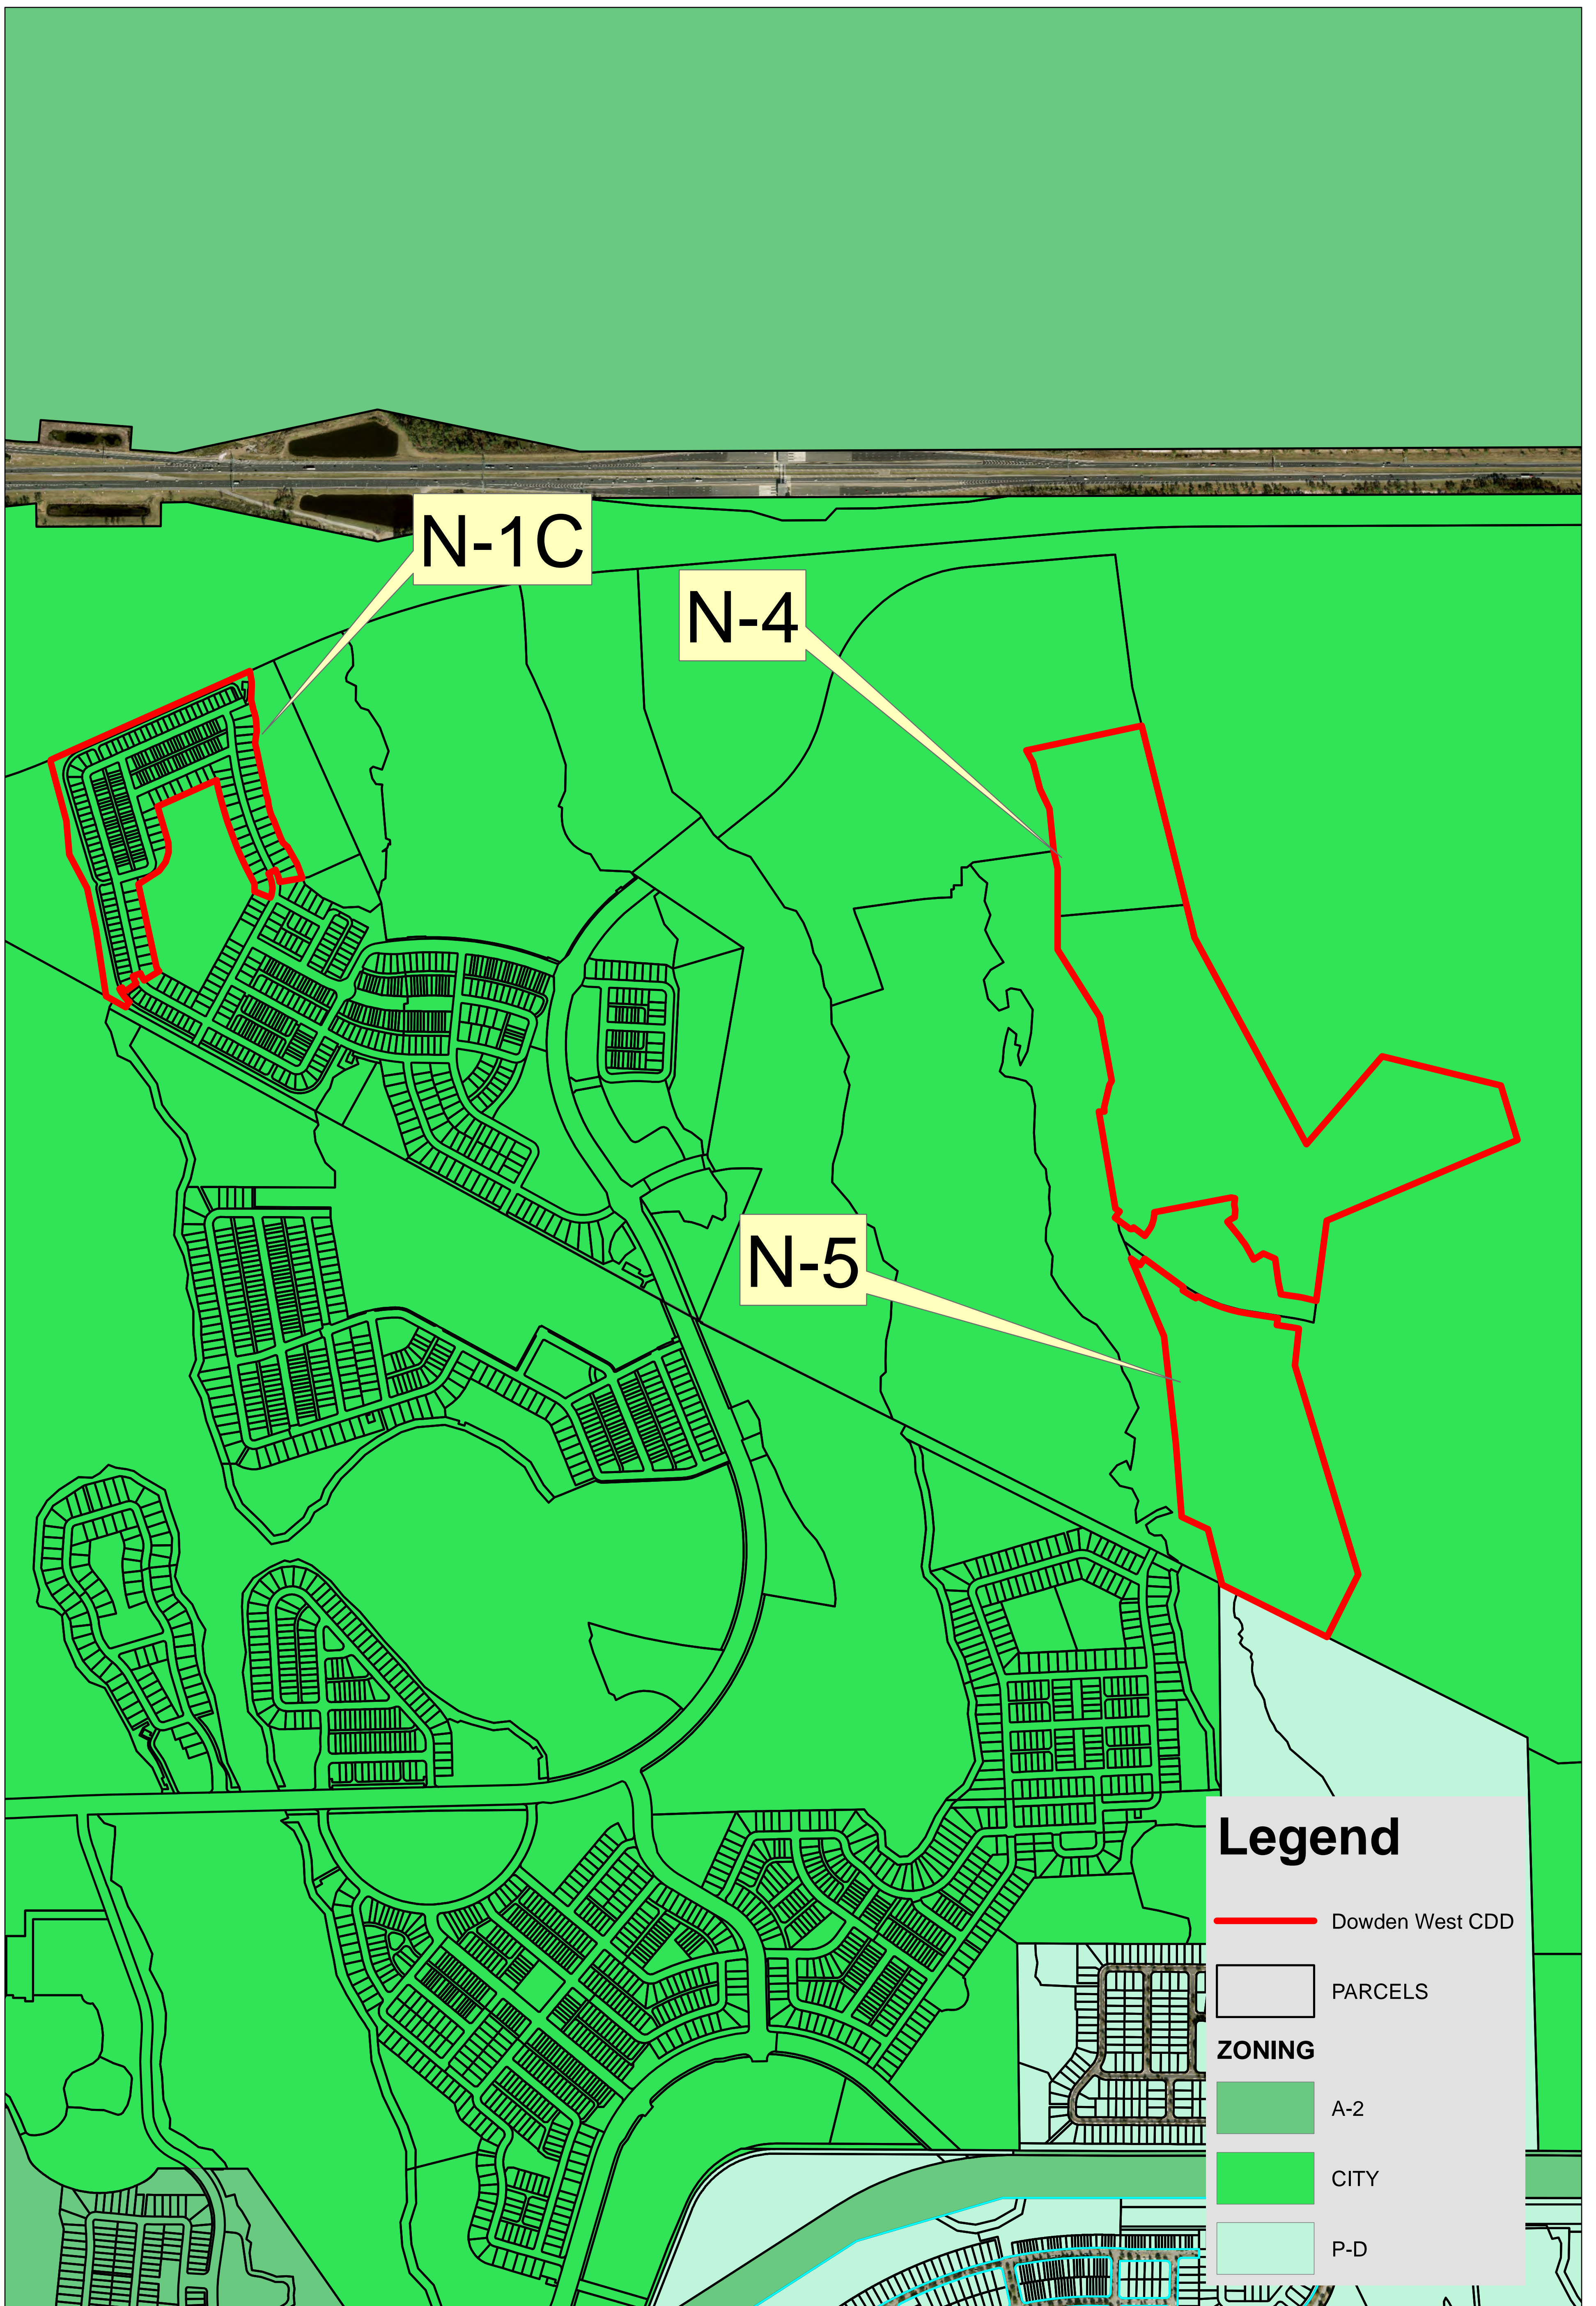 N-1C
N-4
N-5
Legend
Dowden West CDD
PARCELS
ZONING
A-2
CITY
P-D